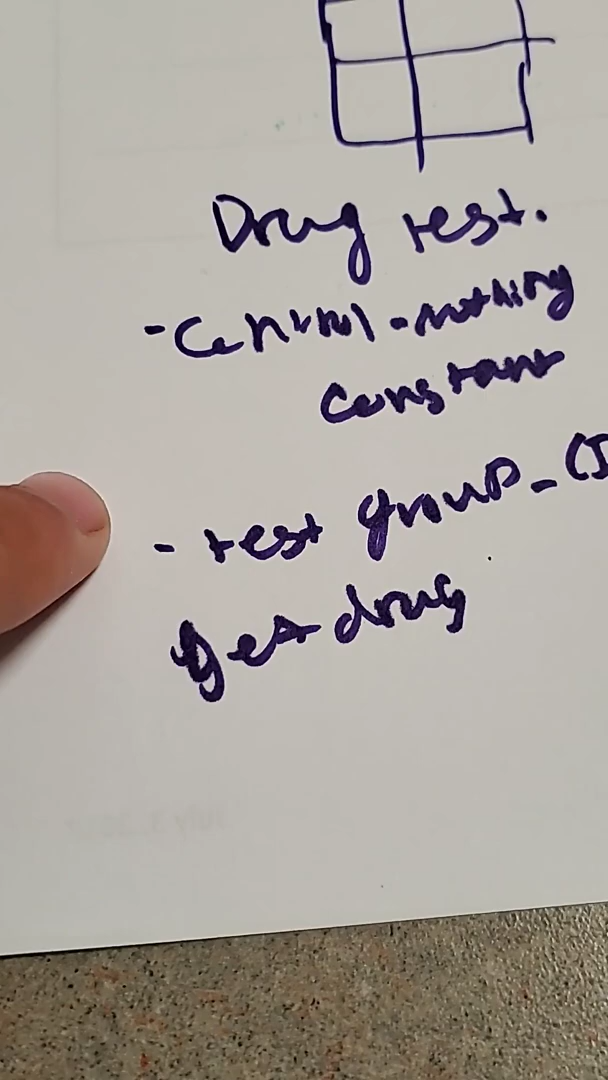 Drug test.
- Control - nothing
constant
- test group - (I
get drug